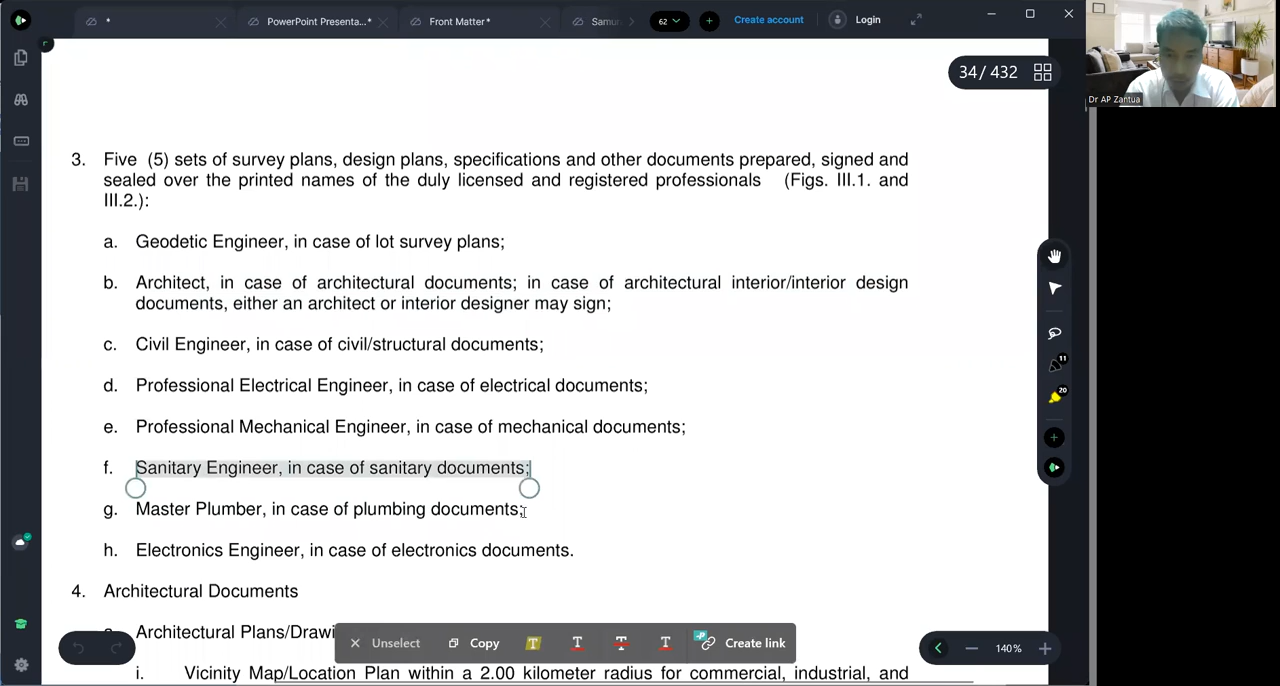 *
PowerPoint Presenta...*
Front Matter*
Samu
62
Create account
Login
34 / 432
Dr AP Zantua
3. Five (5) sets of survey plans, design plans, specifications and other documents prepared, signed and
sealed over the printed names of the duly licensed and registered professionals (Figs. III.1. and
III.2.):
a. Geodetic Engineer, in case of lot survey plans;
b. Architect, in case of architectural documents; in case of architectural interior/interior design
documents, either an architect or interior designer may sign;
c. Civil Engineer, in case of civil/structural documents;
d. Professional Electrical Engineer, in case of electrical documents;
e. Professional Mechanical Engineer, in case of mechanical documents;
f. Sanitary Engineer, in case of sanitary documents;
g. Master Plumber, in case of plumbing documents;
h. Electronics Engineer, in case of electronics documents.
4. Architectural Documents
a. Architectural Plans/Drawi
i. Vicinity Map/Location Plan within a 2.00 kilometer radius for commercial, industrial, and
11
20
Unselect
Copy
T
T
T
T
Create link
140%